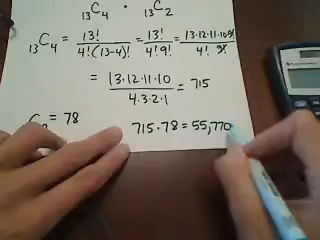 ₁₃C₄ · ₁₃C₂
₁₃C₄ = 13!/4!(13-4)! = 13!/4!9! = 13·12·11·10·9!/4! 9!
= 13·12·11·10/4·3·2·1 = 715
C₂ = 78
715·78 = 55,770